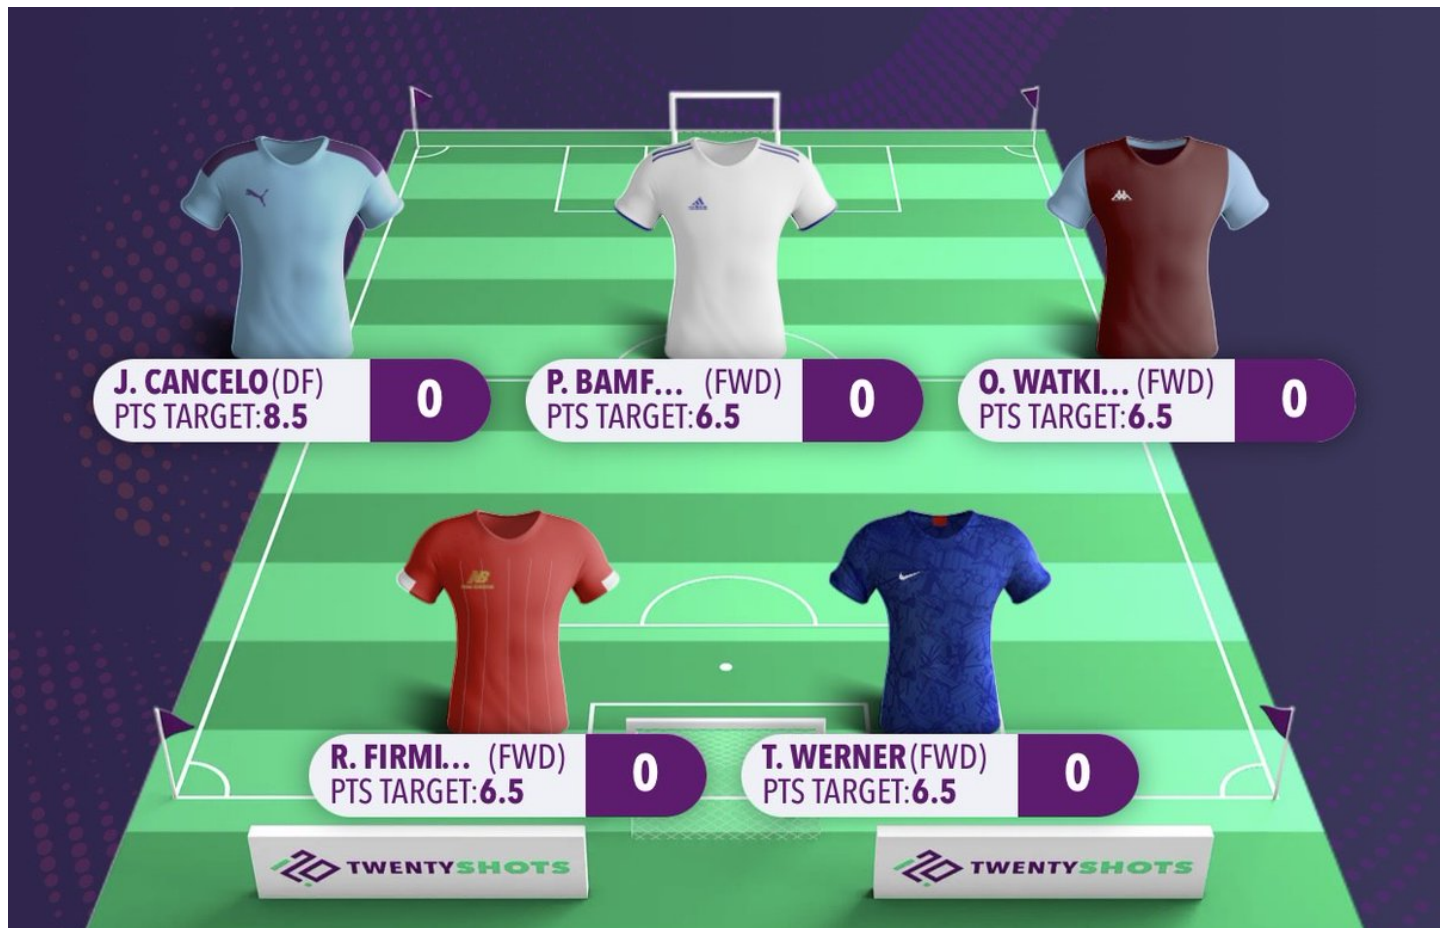 J. CANCELO (DF)
PTS TARGET:8.5
0
P. BAMF... (FWD)
PTS TARGET:6.5
0
O. WATKI... (FWD)
PTS TARGET:6.5
0
R. FIRMI... (FWD)
PTS TARGET:6.5
0
T. WERNER (FWD)
PTS TARGET:6.5
0
TWENTYSHOTS
TWENTYSHOTS